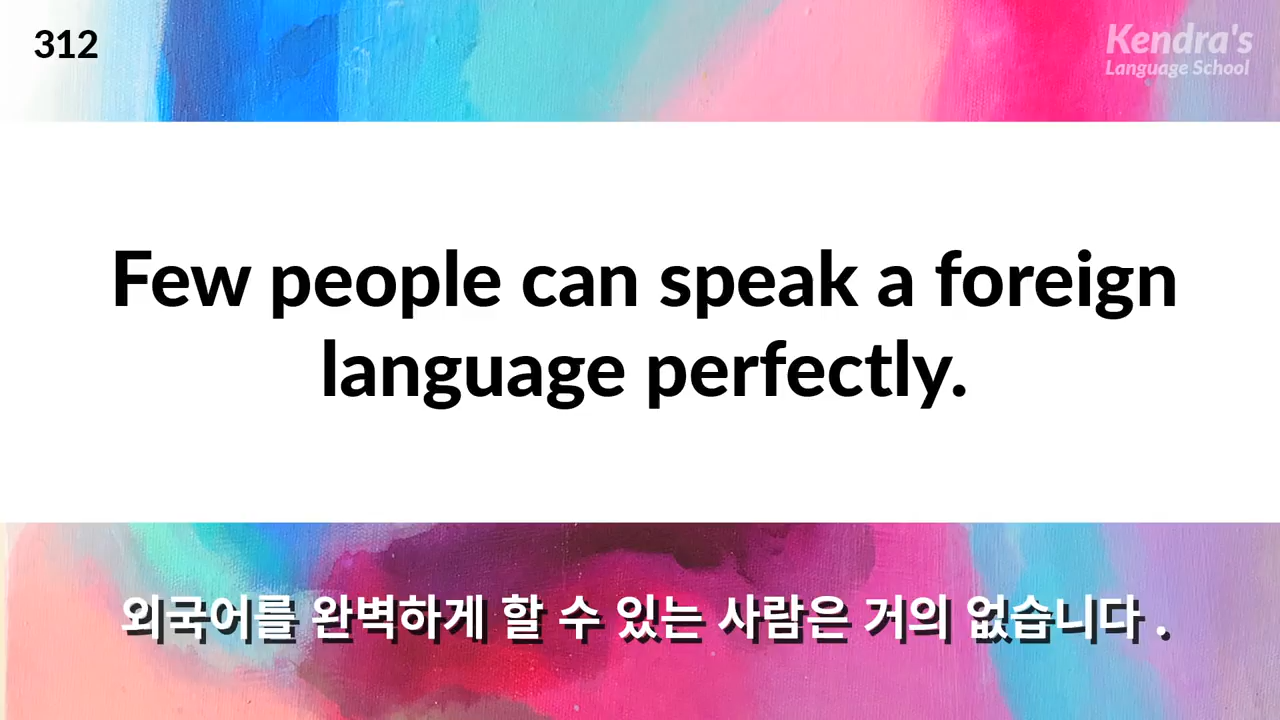 312
Kendra's
Language School
Few people can speak a foreign
language perfectly.
외국어를 완벽하게 할 수 있는 사람은 거의 없습니다 .